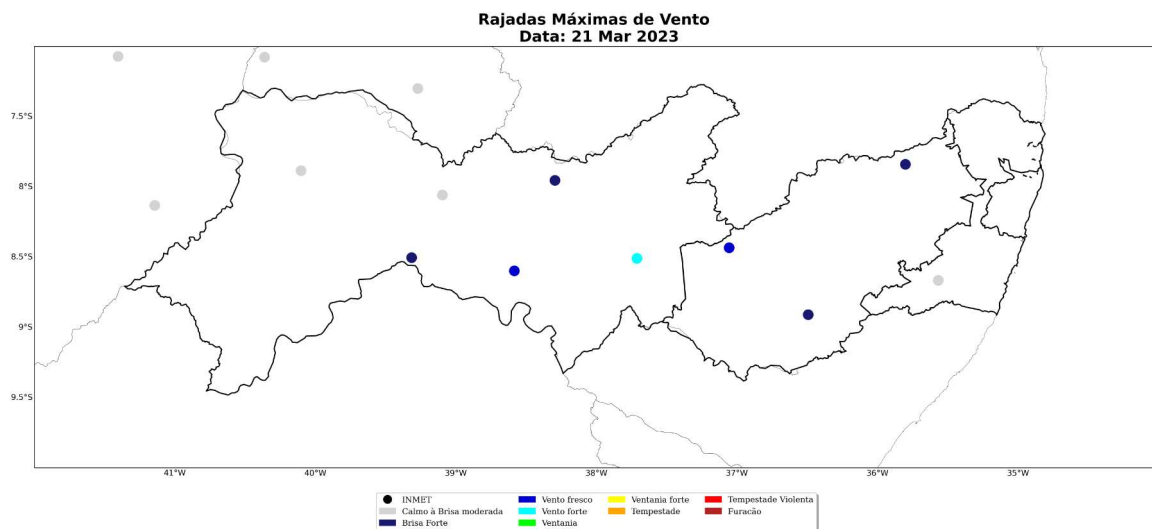 Rajadas Máximas de Vento
Data: 21 Mar 2023
7.5°S
8°S
8.5°S
9°S
9.5°S
41°W 40°W 39°W 38°W 37°W 36°W 35°W
INMET Vento fresco Ventania forte Tempestade Violenta
Calmo à Brisa moderada Vento forte Tempestade Furacão
Brisa Forte Ventania